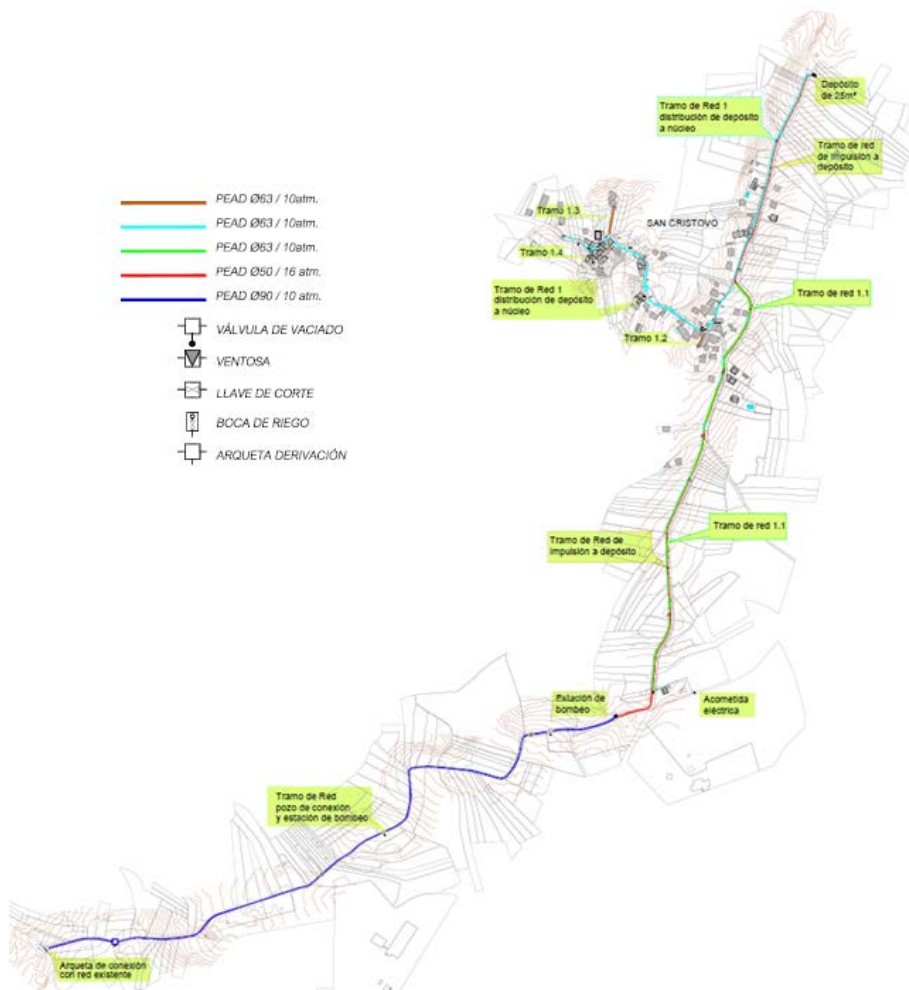 Depósito
de 25m³
Tramo de Red 1
distribución de depósito
a núcleo
Tramo de red
de impulsión a
depósito
PEAD Ø63 / 10atm.
PEAD Ø63 / 10atm.
PEAD Ø63 / 10atm.
PEAD Ø50 / 16 atm.
PEAD Ø90 / 10 atm.
VÁLVULA DE VACIADO
VENTOSA
LLAVE DE CORTE
BOCA DE RIEGO
ARQUETA DERIVACIÓN
Tramo 1.3
SAN CRISTOVO
Tramo 1.4
Tramo de Red 1
distribución de depósito
a núcleo
Tramo de red 1.1
Tramo 1.2
Tramo de red 1.1
Tramo de Red de
impulsión a depósito
Estación de
bombeo
Acometida
eléctrica
Tramo de Red
pozo de conexión
y estación de bombeo
Arqueta de conexión
con red existente